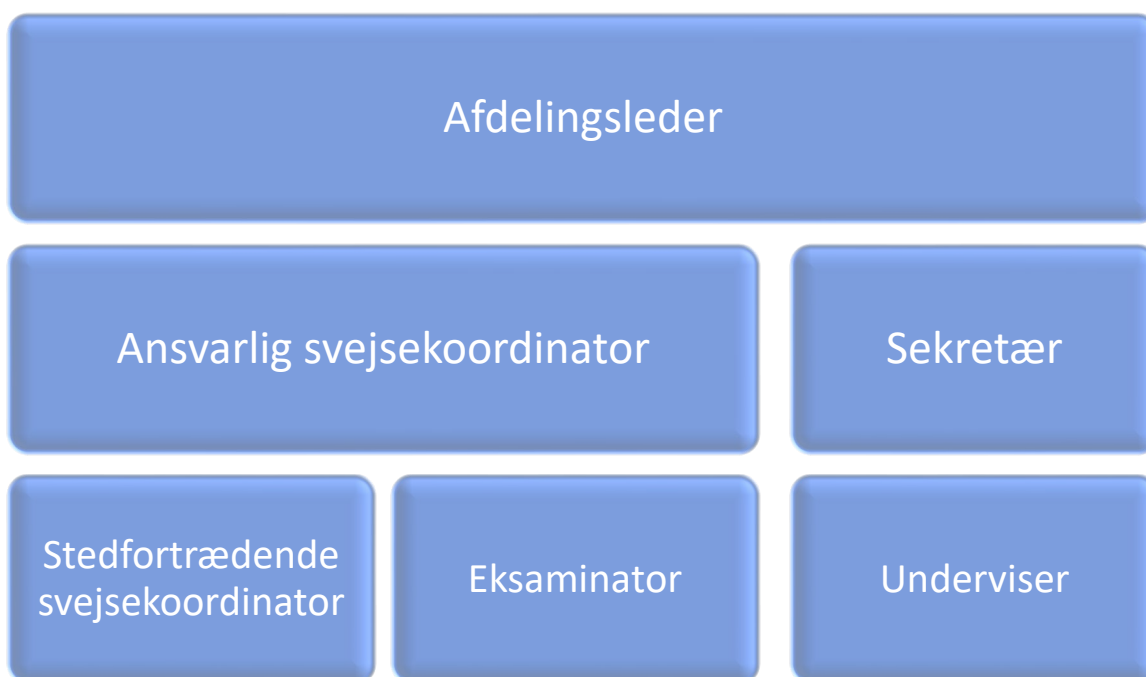 Afdelingsleder
Ansvarlig svejsekoordinator
Sekretær
Stedfortrædende
svejsekoordinator
Eksaminator
Underviser